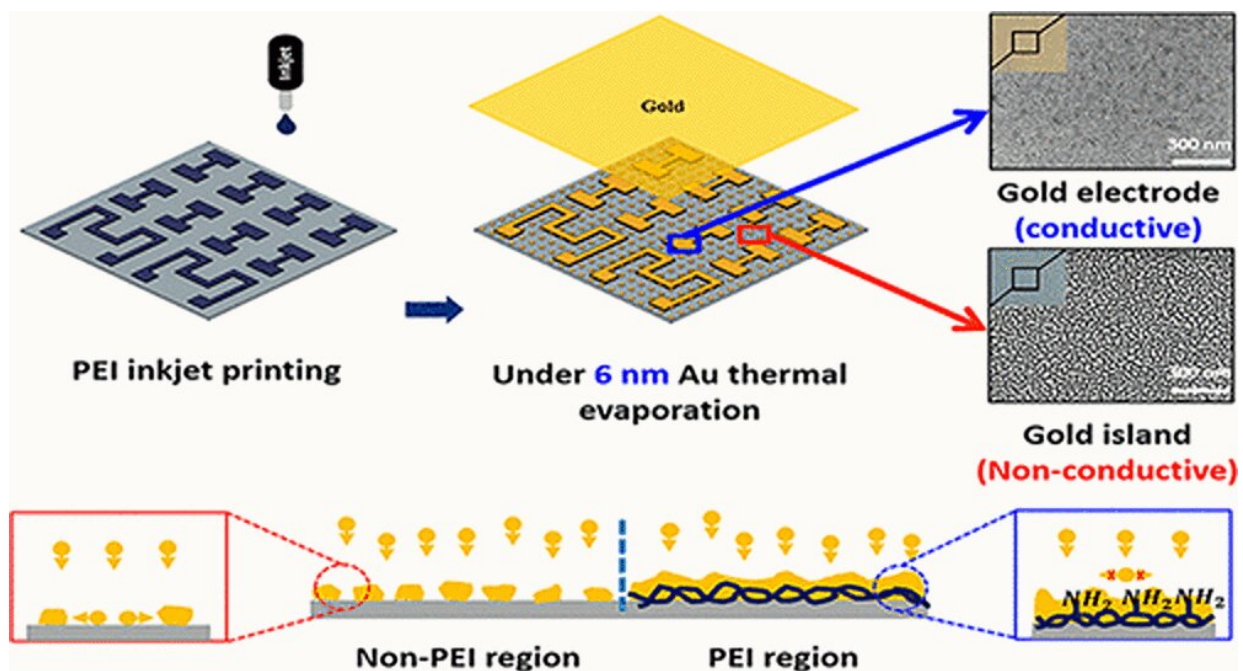 Inkjet
Gold
300 nm
Gold electrode
(conductive)
PEI inkjet printing
Under 6 nm Au thermal
evaporation
Gold island
(Non-conductive)
NH₂ NH₂ NH₂
Non-PEI region
PEI region